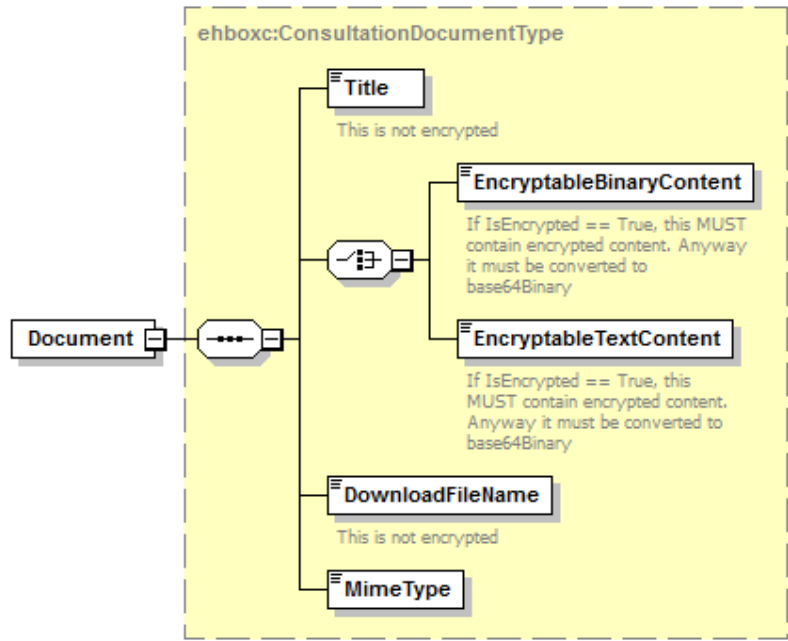 ehboxc:ConsultationDocumentType
Title
This is not encrypted
EncryptableBinaryContent
If IsEncrypted == True, this MUST
contain encrypted content. Anyway
it must be converted to
base64Binary
Document
EncryptableTextContent
If IsEncrypted == True, this
MUST contain encrypted content.
Anyway it must be converted to
base64Binary
DownloadFileName
This is not encrypted
MimeType